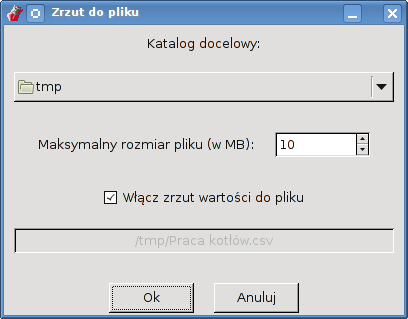 Zrzut do pliku
Katalog docelowy:
tmp
Maksymalny rozmiar pliku (w MB): 10
Włącz zrzut wartości do pliku
/tmp/Praca kotłów.csv
Ok Anuluj